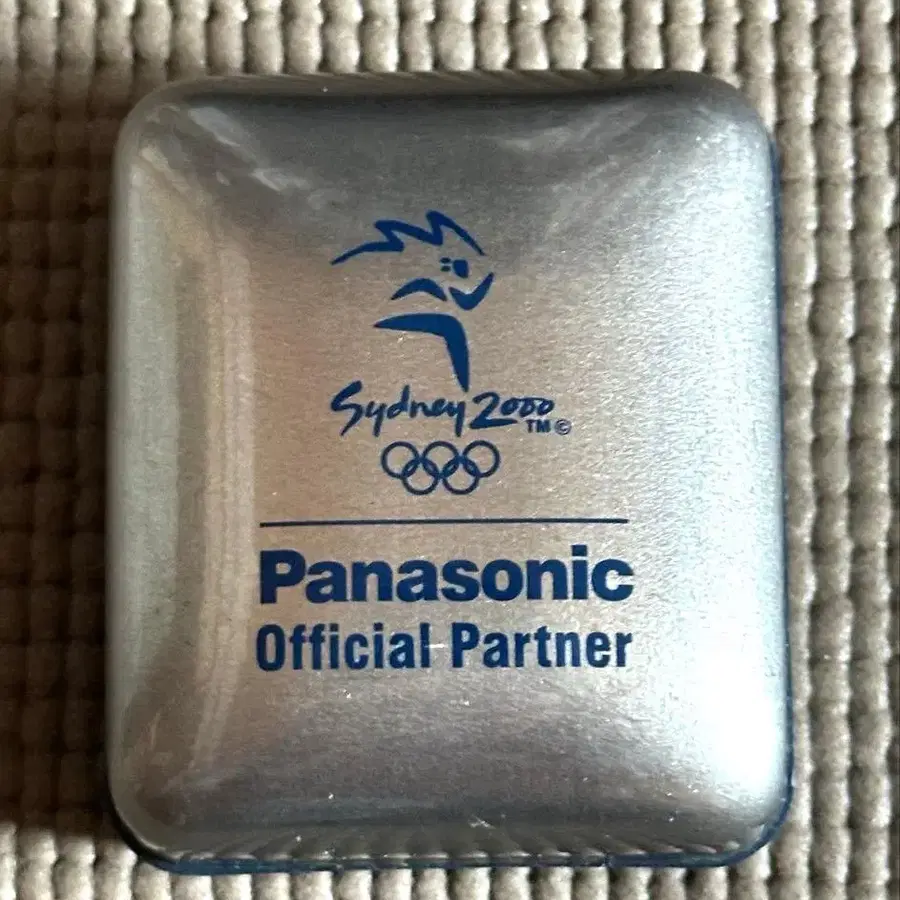 Sydney 2000
TM©
Panasonic
Official Partner